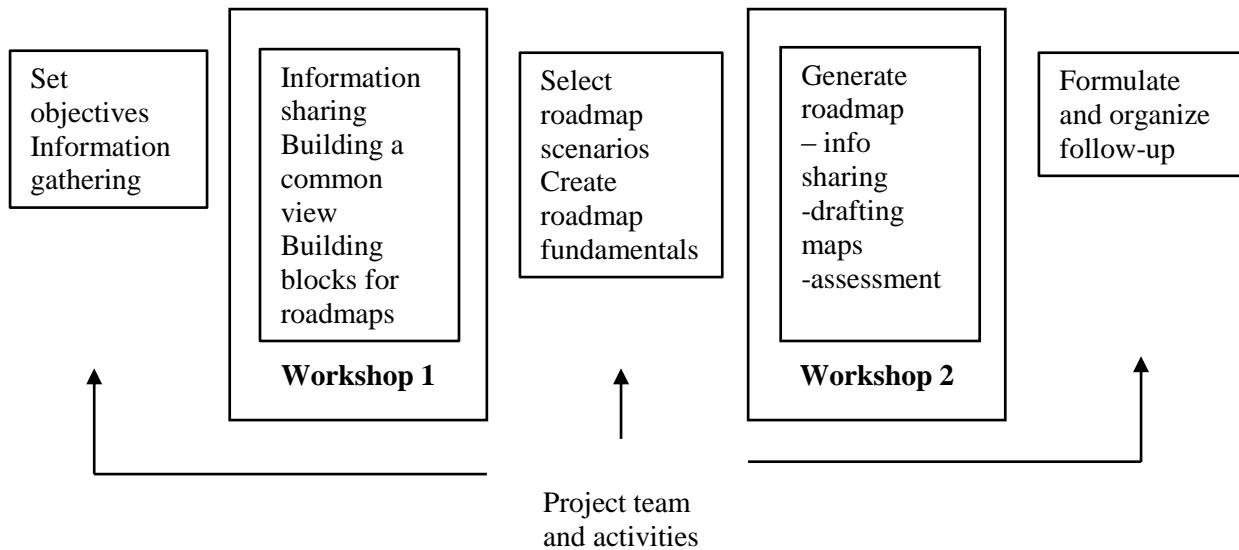 Set
objectives
Information
gathering
Information
sharing
Building a
common
view
Building
blocks for
roadmaps
Workshop 1
Select
roadmap
scenarios
Create
roadmap
fundamentals
Generate
roadmap
– info
sharing
-drafting
maps
-assessment
Workshop 2
Formulate
and organize
follow-up
Project team
and activities